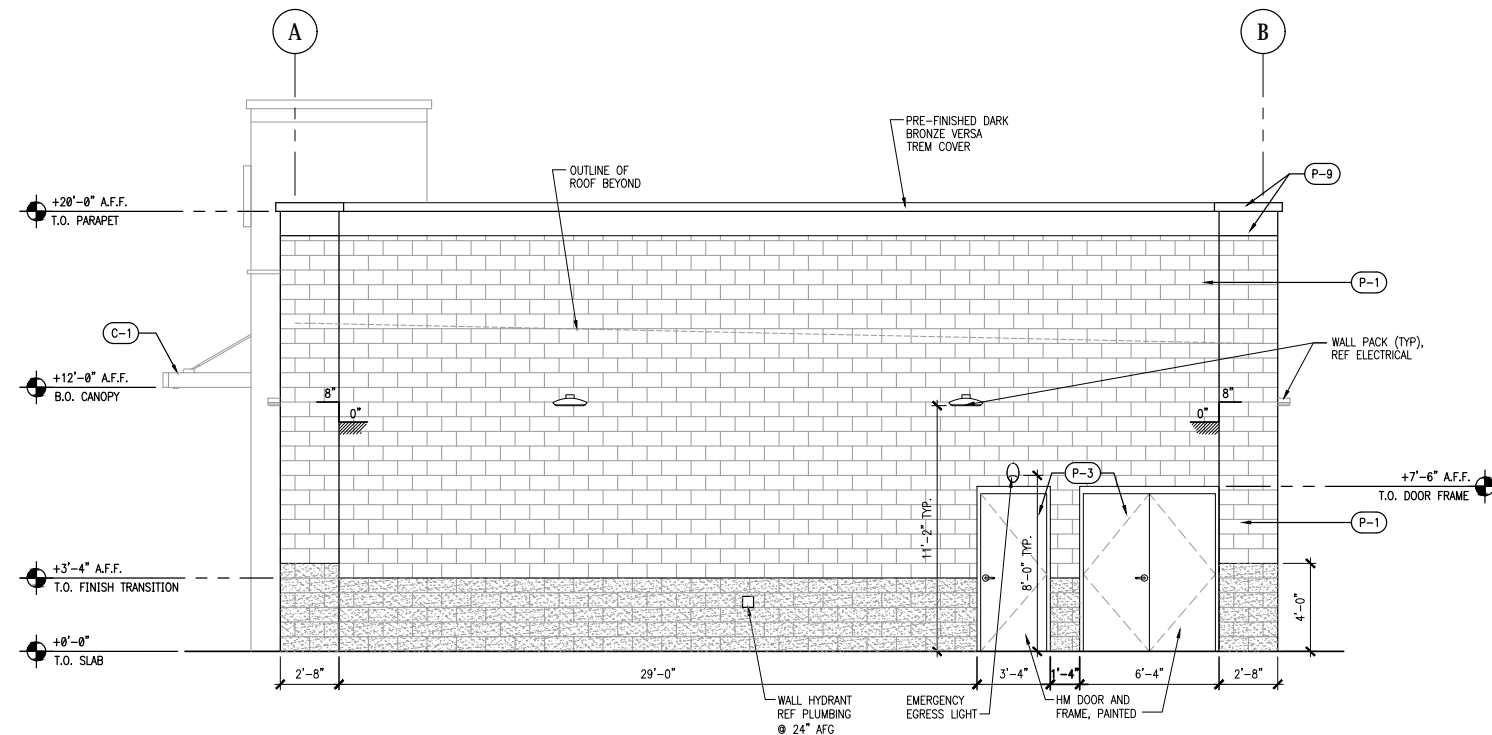 A
B
PRE-FINISHED DARK
BRONZE VERSA
TREM COVER
OUTLINE OF
ROOF BEYOND
P-9
+20'-0" A.F.F.
T.O. PARAPET
P-1
C-1
WALL PACK (TYP),
REF ELECTRICAL
+12'-0" A.F.F.
B.O. CANOPY
8"
0"
8"
0"
P-3
+7'-6" A.F.F.
T.O. DOOR FRAME
11'-2" TYP.
8'-0" TYP.
P-1
+3'-4" A.F.F.
T.O. FINISH TRANSITION
4'-0"
+0'-0"
T.O. SLAB
2'-8"
29'-0"
3'-4"
1'-4"
6'-4"
2'-8"
WALL HYDRANT
REF PLUMBING
@ 24" AFG
EMERGENCY
EGRESS LIGHT
HM DOOR AND
FRAME, PAINTED